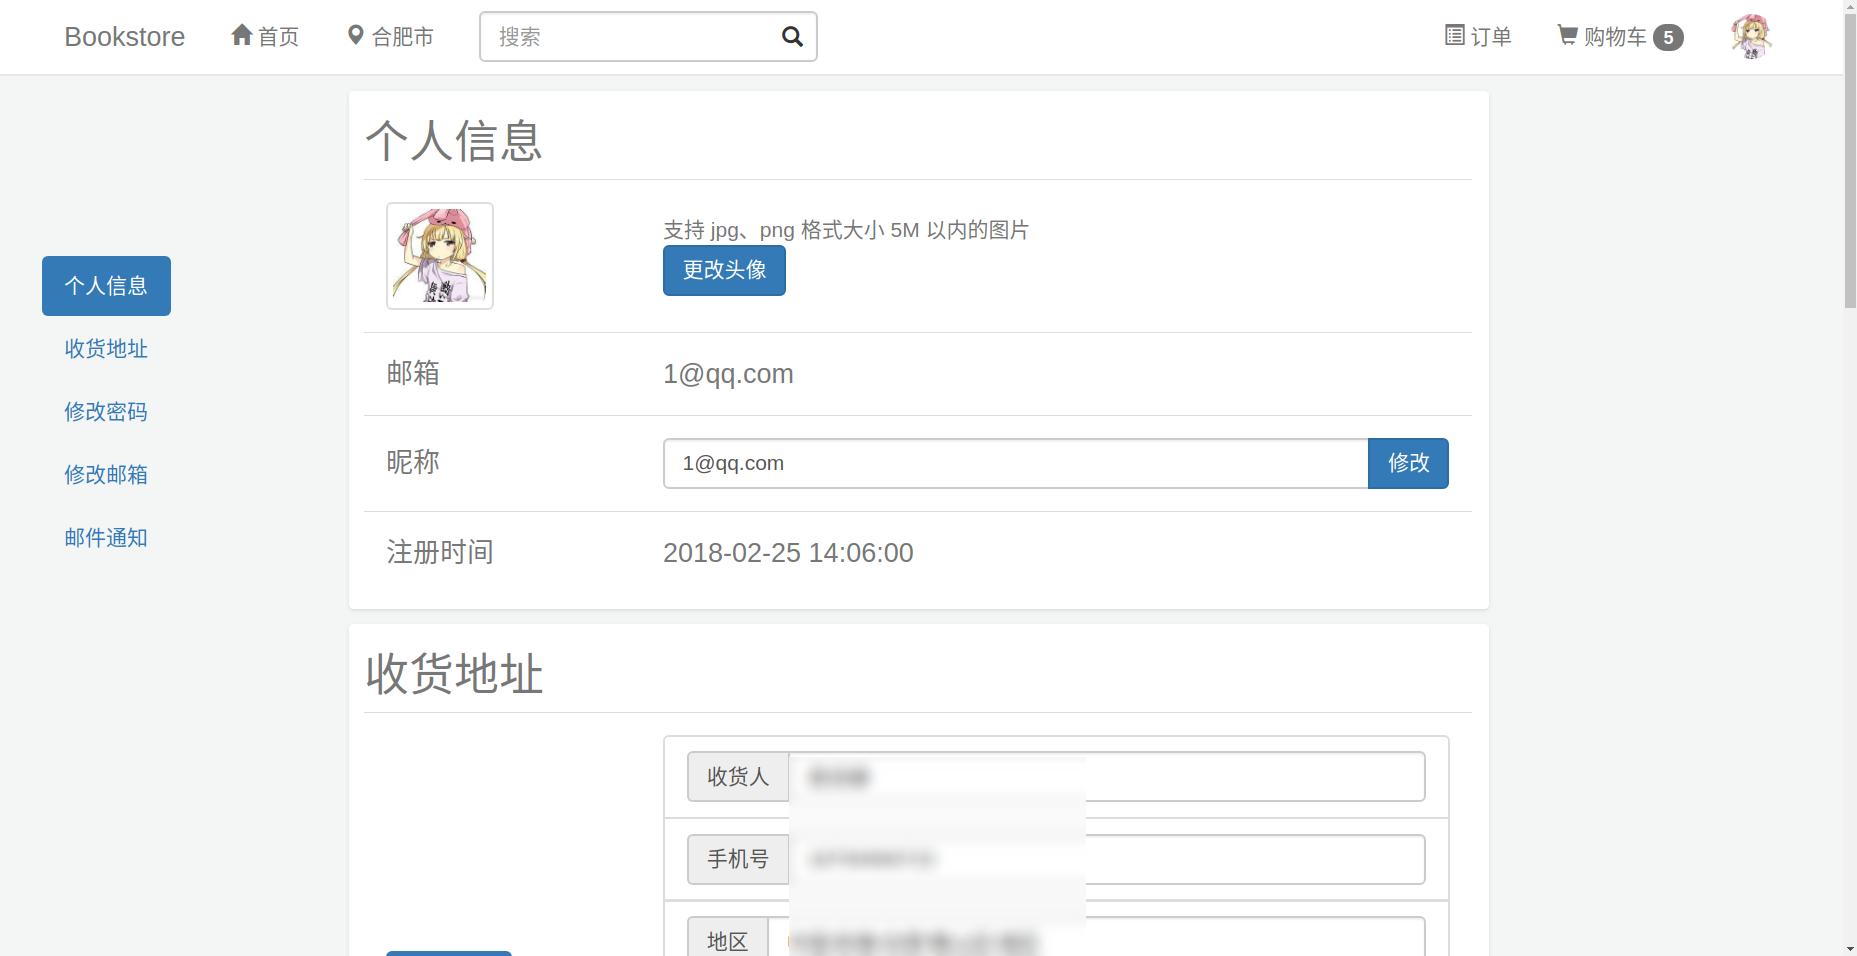 Bookstore 首页 合肥市 搜索 订单 购物车 5
个人信息
支持 jpg、png 格式大小 5M 以内的图片
更改头像
个人信息
收货地址
修改密码
修改邮箱
邮件通知
邮箱 1@qq.com
昵称 1@qq.com 修改
注册时间 2018-02-25 14:06:00
收货地址
收货人
手机号
地区